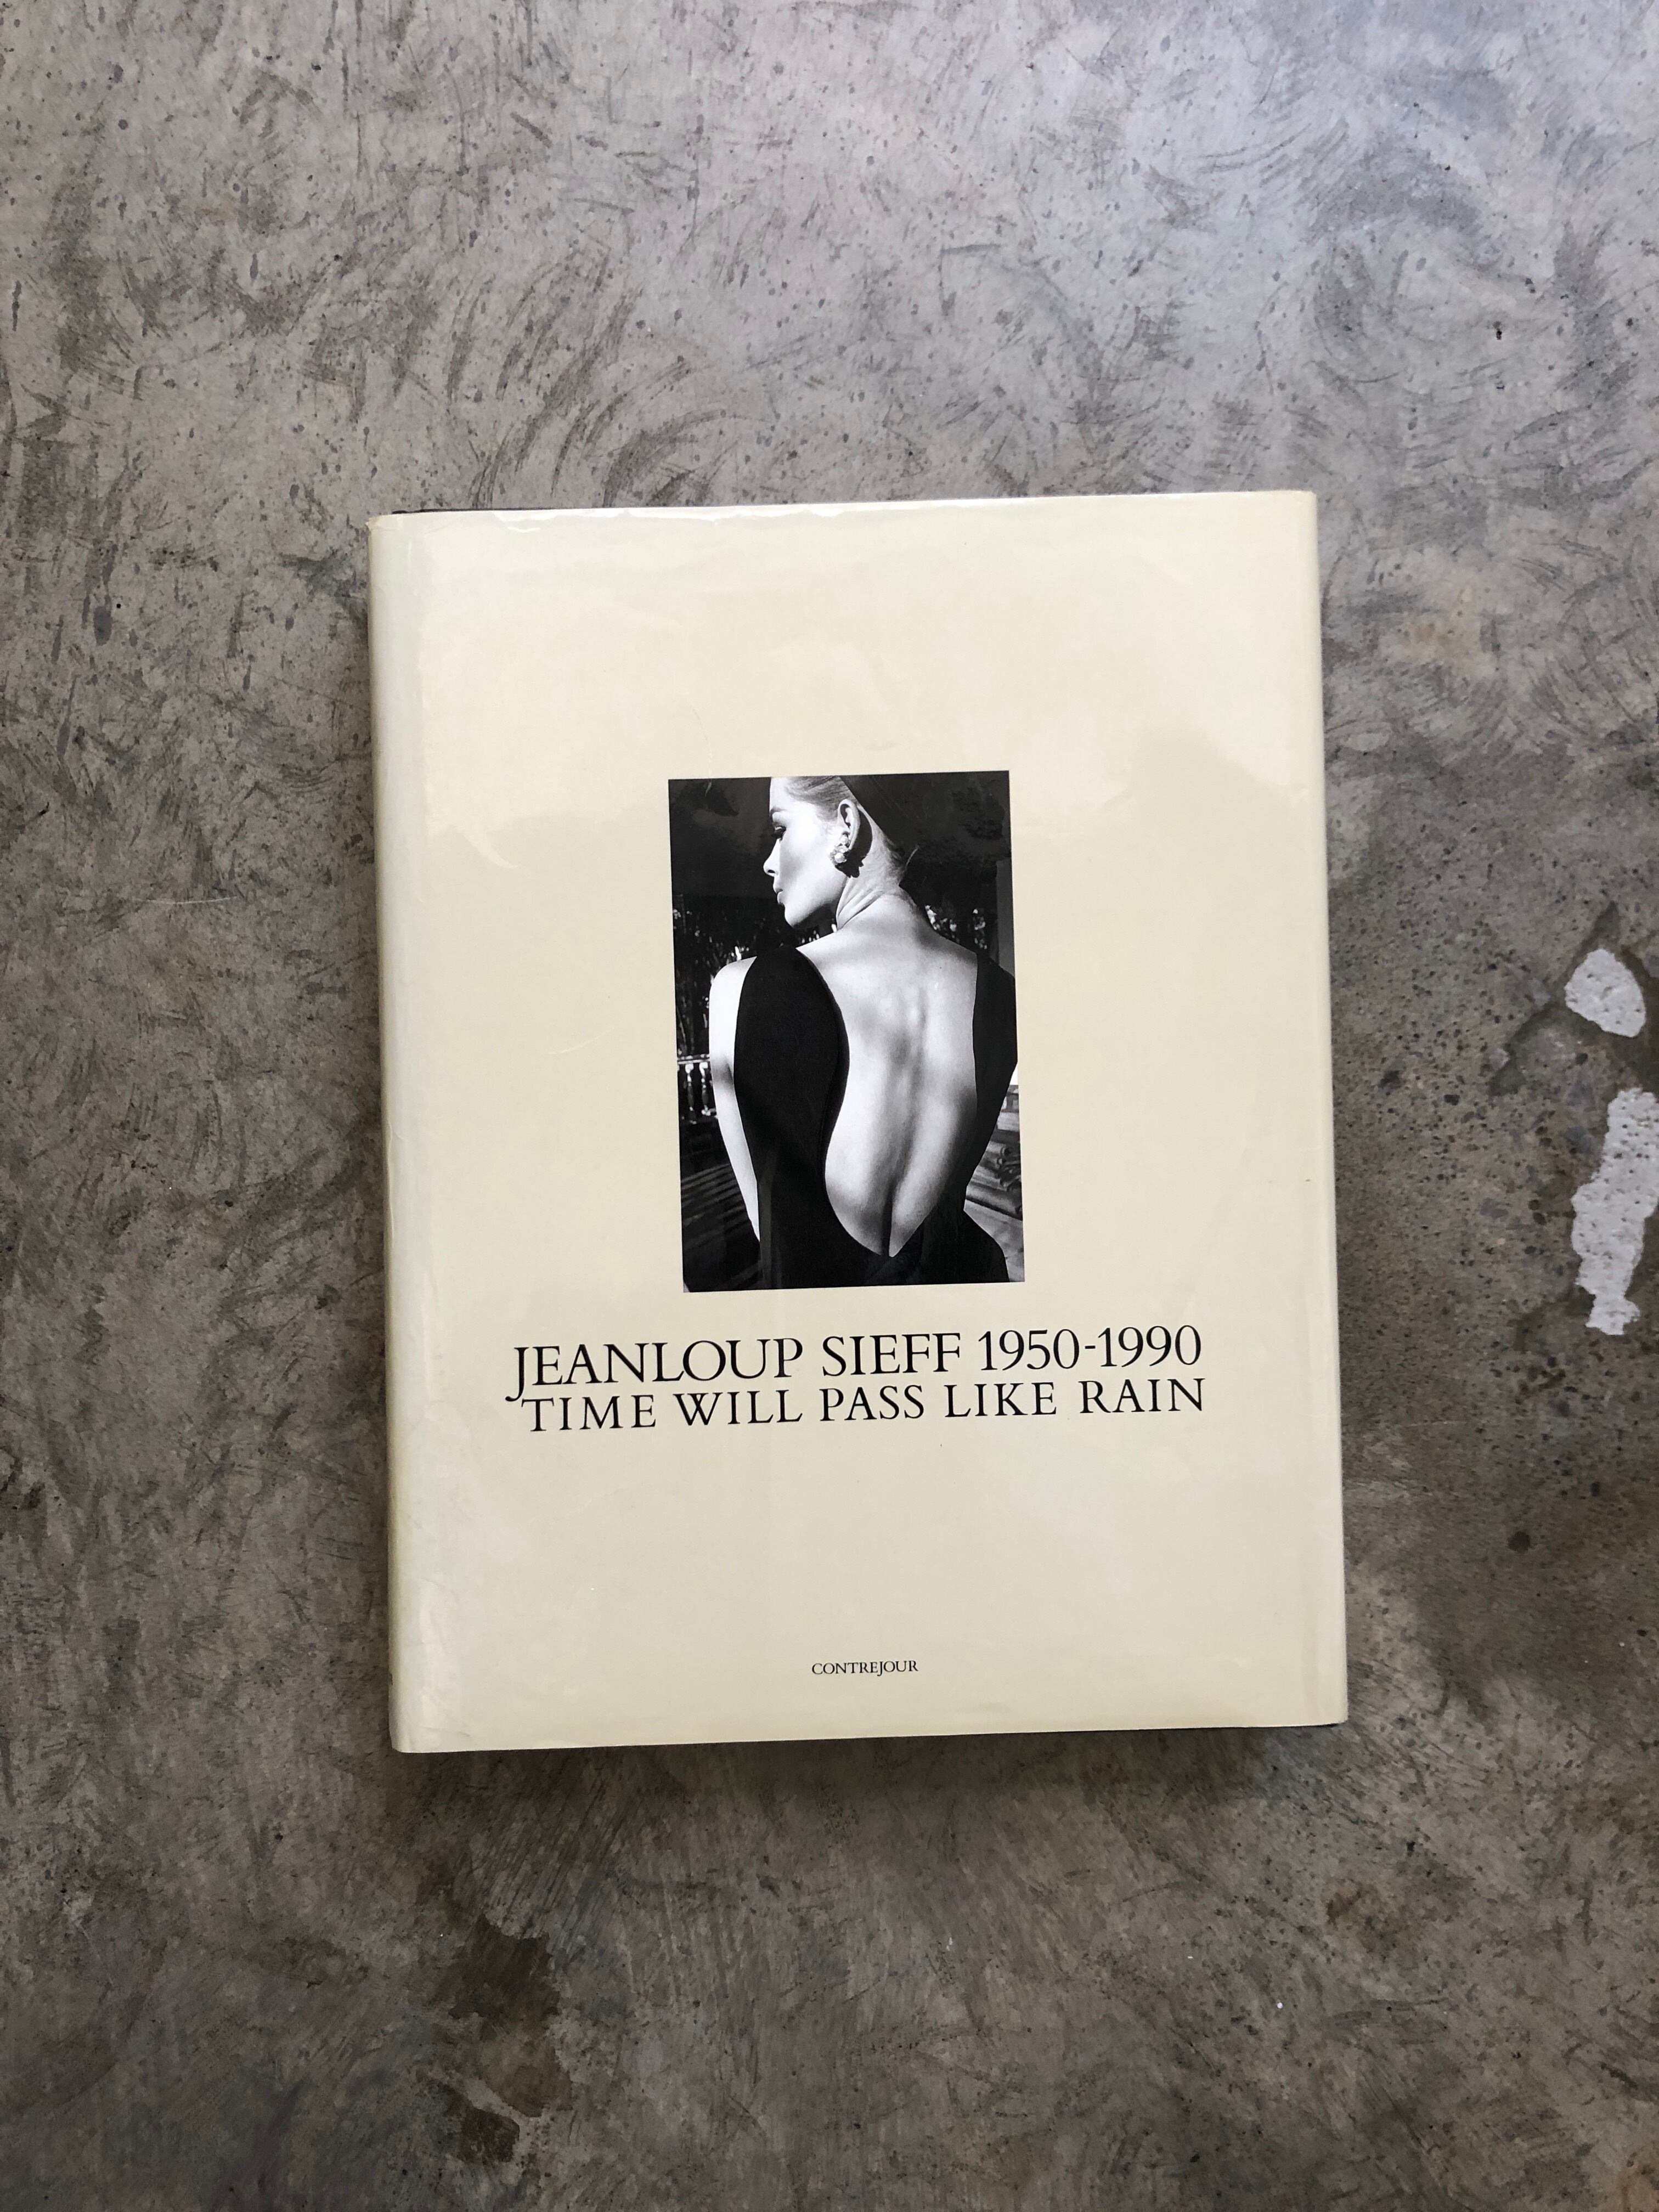 JEANLOUP SIEFF 1950-1990
TIME WILL PASS LIKE RAIN
CONTREJOUR